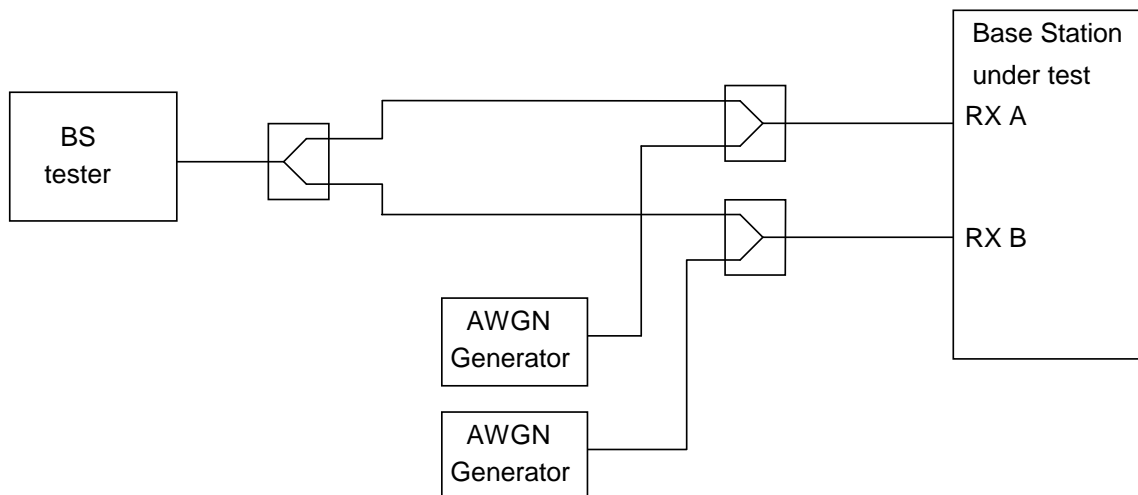 BS
tester
Base Station
under test
RX A
RX B
AWGN
Generator
AWGN
Generator